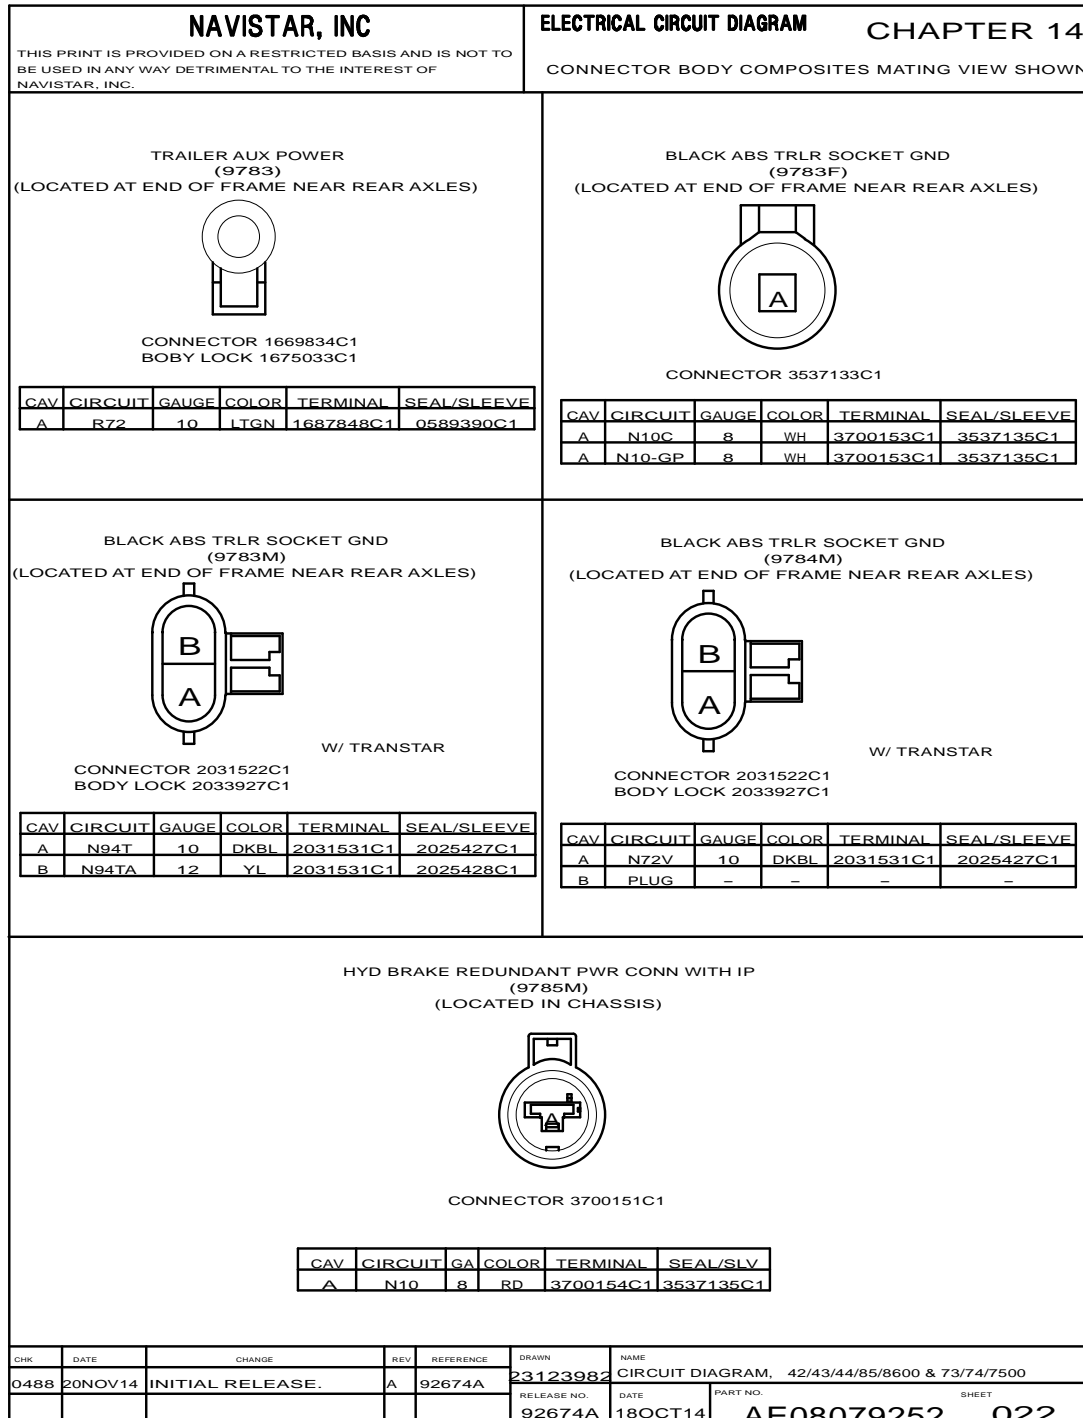 NAVISTAR, INC
THIS PRINT IS PROVIDED ON A RESTRICTED BASIS AND IS NOT TO
BE USED IN ANY WAY DETRIMENTAL TO THE INTEREST OF
NAVISTAR, INC.
ELECTRICAL CIRCUIT DIAGRAM CHAPTER 14
CONNECTOR BODY COMPOSITES MATING VIEW SHOWN
TRAILER AUX POWER
(9783)
(LOCATED AT END OF FRAME NEAR REAR AXLES)
CONNECTOR 1669834C1
BOBY LOCK 1675033C1
CAV CIRCUIT GAUGE COLOR TERMINAL SEAL/SLEEVE
A R72 10 LTGN 1687848C1 0589390C1
BLACK ABS TRLR SOCKET GND
(9783F)
(LOCATED AT END OF FRAME NEAR REAR AXLES)
A
CONNECTOR 3537133C1
CAV CIRCUIT GAUGE COLOR TERMINAL SEAL/SLEEVE
A N10C 8 WH 3700153C1 3537135C1
A N10-GP 8 WH 3700153C1 3537135C1
BLACK ABS TRLR SOCKET GND
(9783M)
(LOCATED AT END OF FRAME NEAR REAR AXLES)
B
A
W/ TRANSTAR
CONNECTOR 2031522C1
BODY LOCK 2033927C1
CAV CIRCUIT GAUGE COLOR TERMINAL SEAL/SLEEVE
A N94T 10 DKBL 2031531C1 2025427C1
B N94TA 12 YL 2031531C1 2025428C1
BLACK ABS TRLR SOCKET GND
(9784M)
(LOCATED AT END OF FRAME NEAR REAR AXLES)
B
A
W/ TRANSTAR
CONNECTOR 2031522C1
BODY LOCK 2033927C1
CAV CIRCUIT GAUGE COLOR TERMINAL SEAL/SLEEVE
A N72V 10 DKBL 2031531C1 2025427C1
B PLUG – – – –
HYD BRAKE REDUNDANT PWR CONN WITH IP
(9785M)
(LOCATED IN CHASSIS)
A
CONNECTOR 3700151C1
CAV CIRCUIT GA COLOR TERMINAL SEAL/SLV
A N10 8 RD 3700154C1 3537135C1
CHK DATE CHANGE REV REFERENCE
0488 20NOV14 INITIAL RELEASE. A 92674A
DRAWN
23123982
NAME
CIRCUIT DIAGRAM, 42/43/44/85/8600 & 73/74/7500
RELEASE NO. DATE PART NO. SHEET
92674A 18OCT14 AE08079252 022